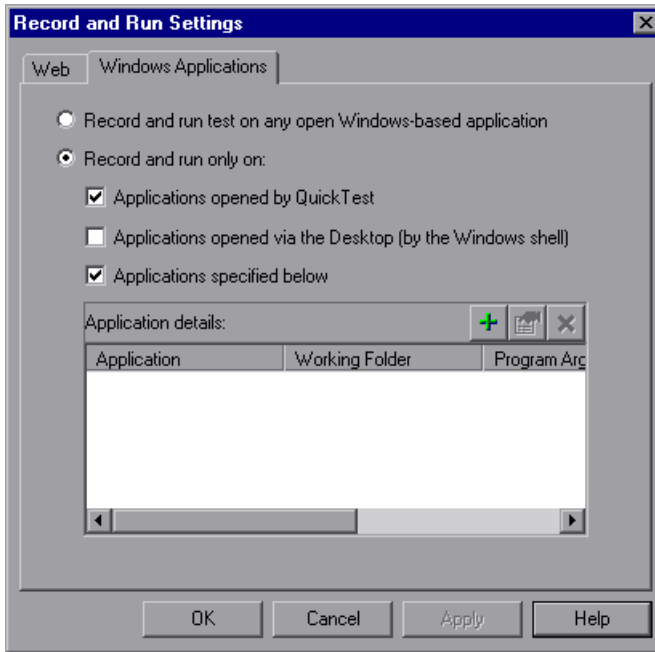 Record and Run Settings
Web
Windows Applications
Record and run test on any open Windows-based application
Record and run only on:
Applications opened by QuickTest
Applications opened via the Desktop (by the Windows shell)
Applications specified below
Application details:
Application Working Folder Program Arg
OK Cancel Apply Help